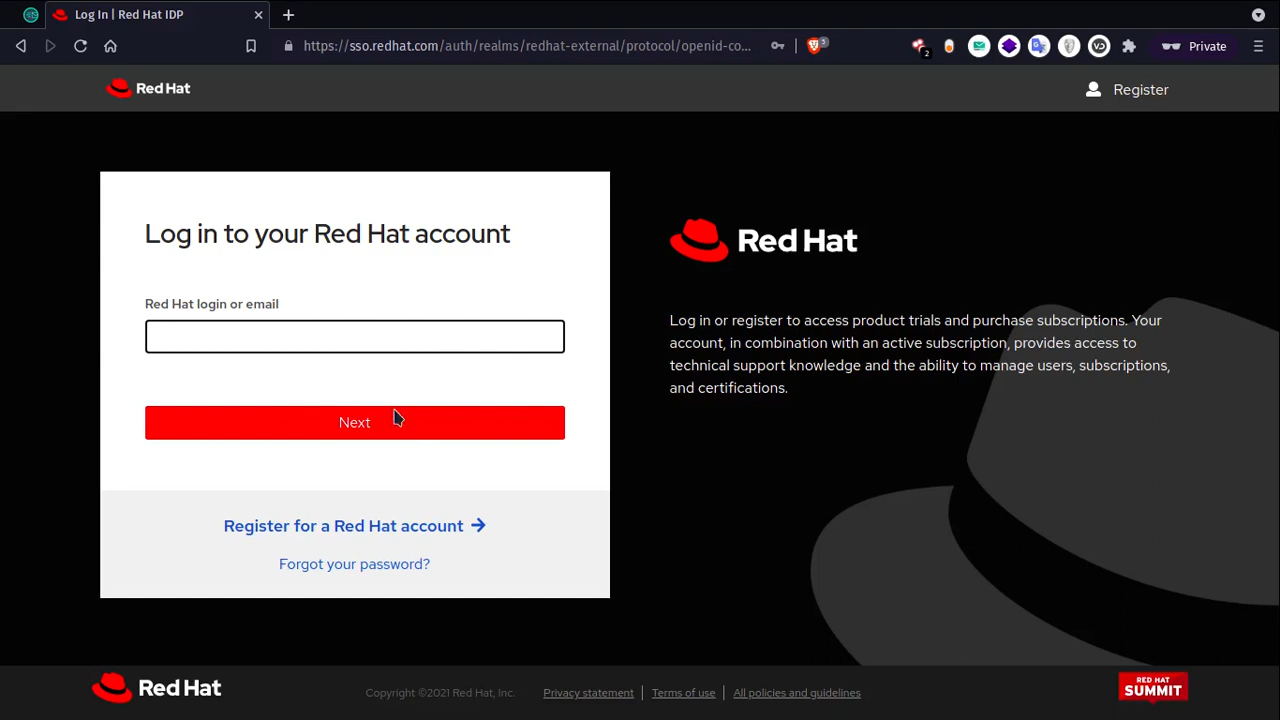 Log In | Red Hat IDP
https://sso.redhat.com/auth/realms/redhat-external/protocol/openid-co...
2
Private
Red Hat
Register
Log in to your Red Hat account
Red Hat login or email
Next
Register for a Red Hat account
Forgot your password?
Red Hat
Log in or register to access product trials and purchase subscriptions. Your
account, in combination with an active subscription, provides access to
technical support knowledge and the ability to manage users, subscriptions,
and certifications.
Red Hat
Copyright ©2021 Red Hat, Inc.
Privacy statement
Terms of use
All policies and guidelines
RED HAT
SUMMIT